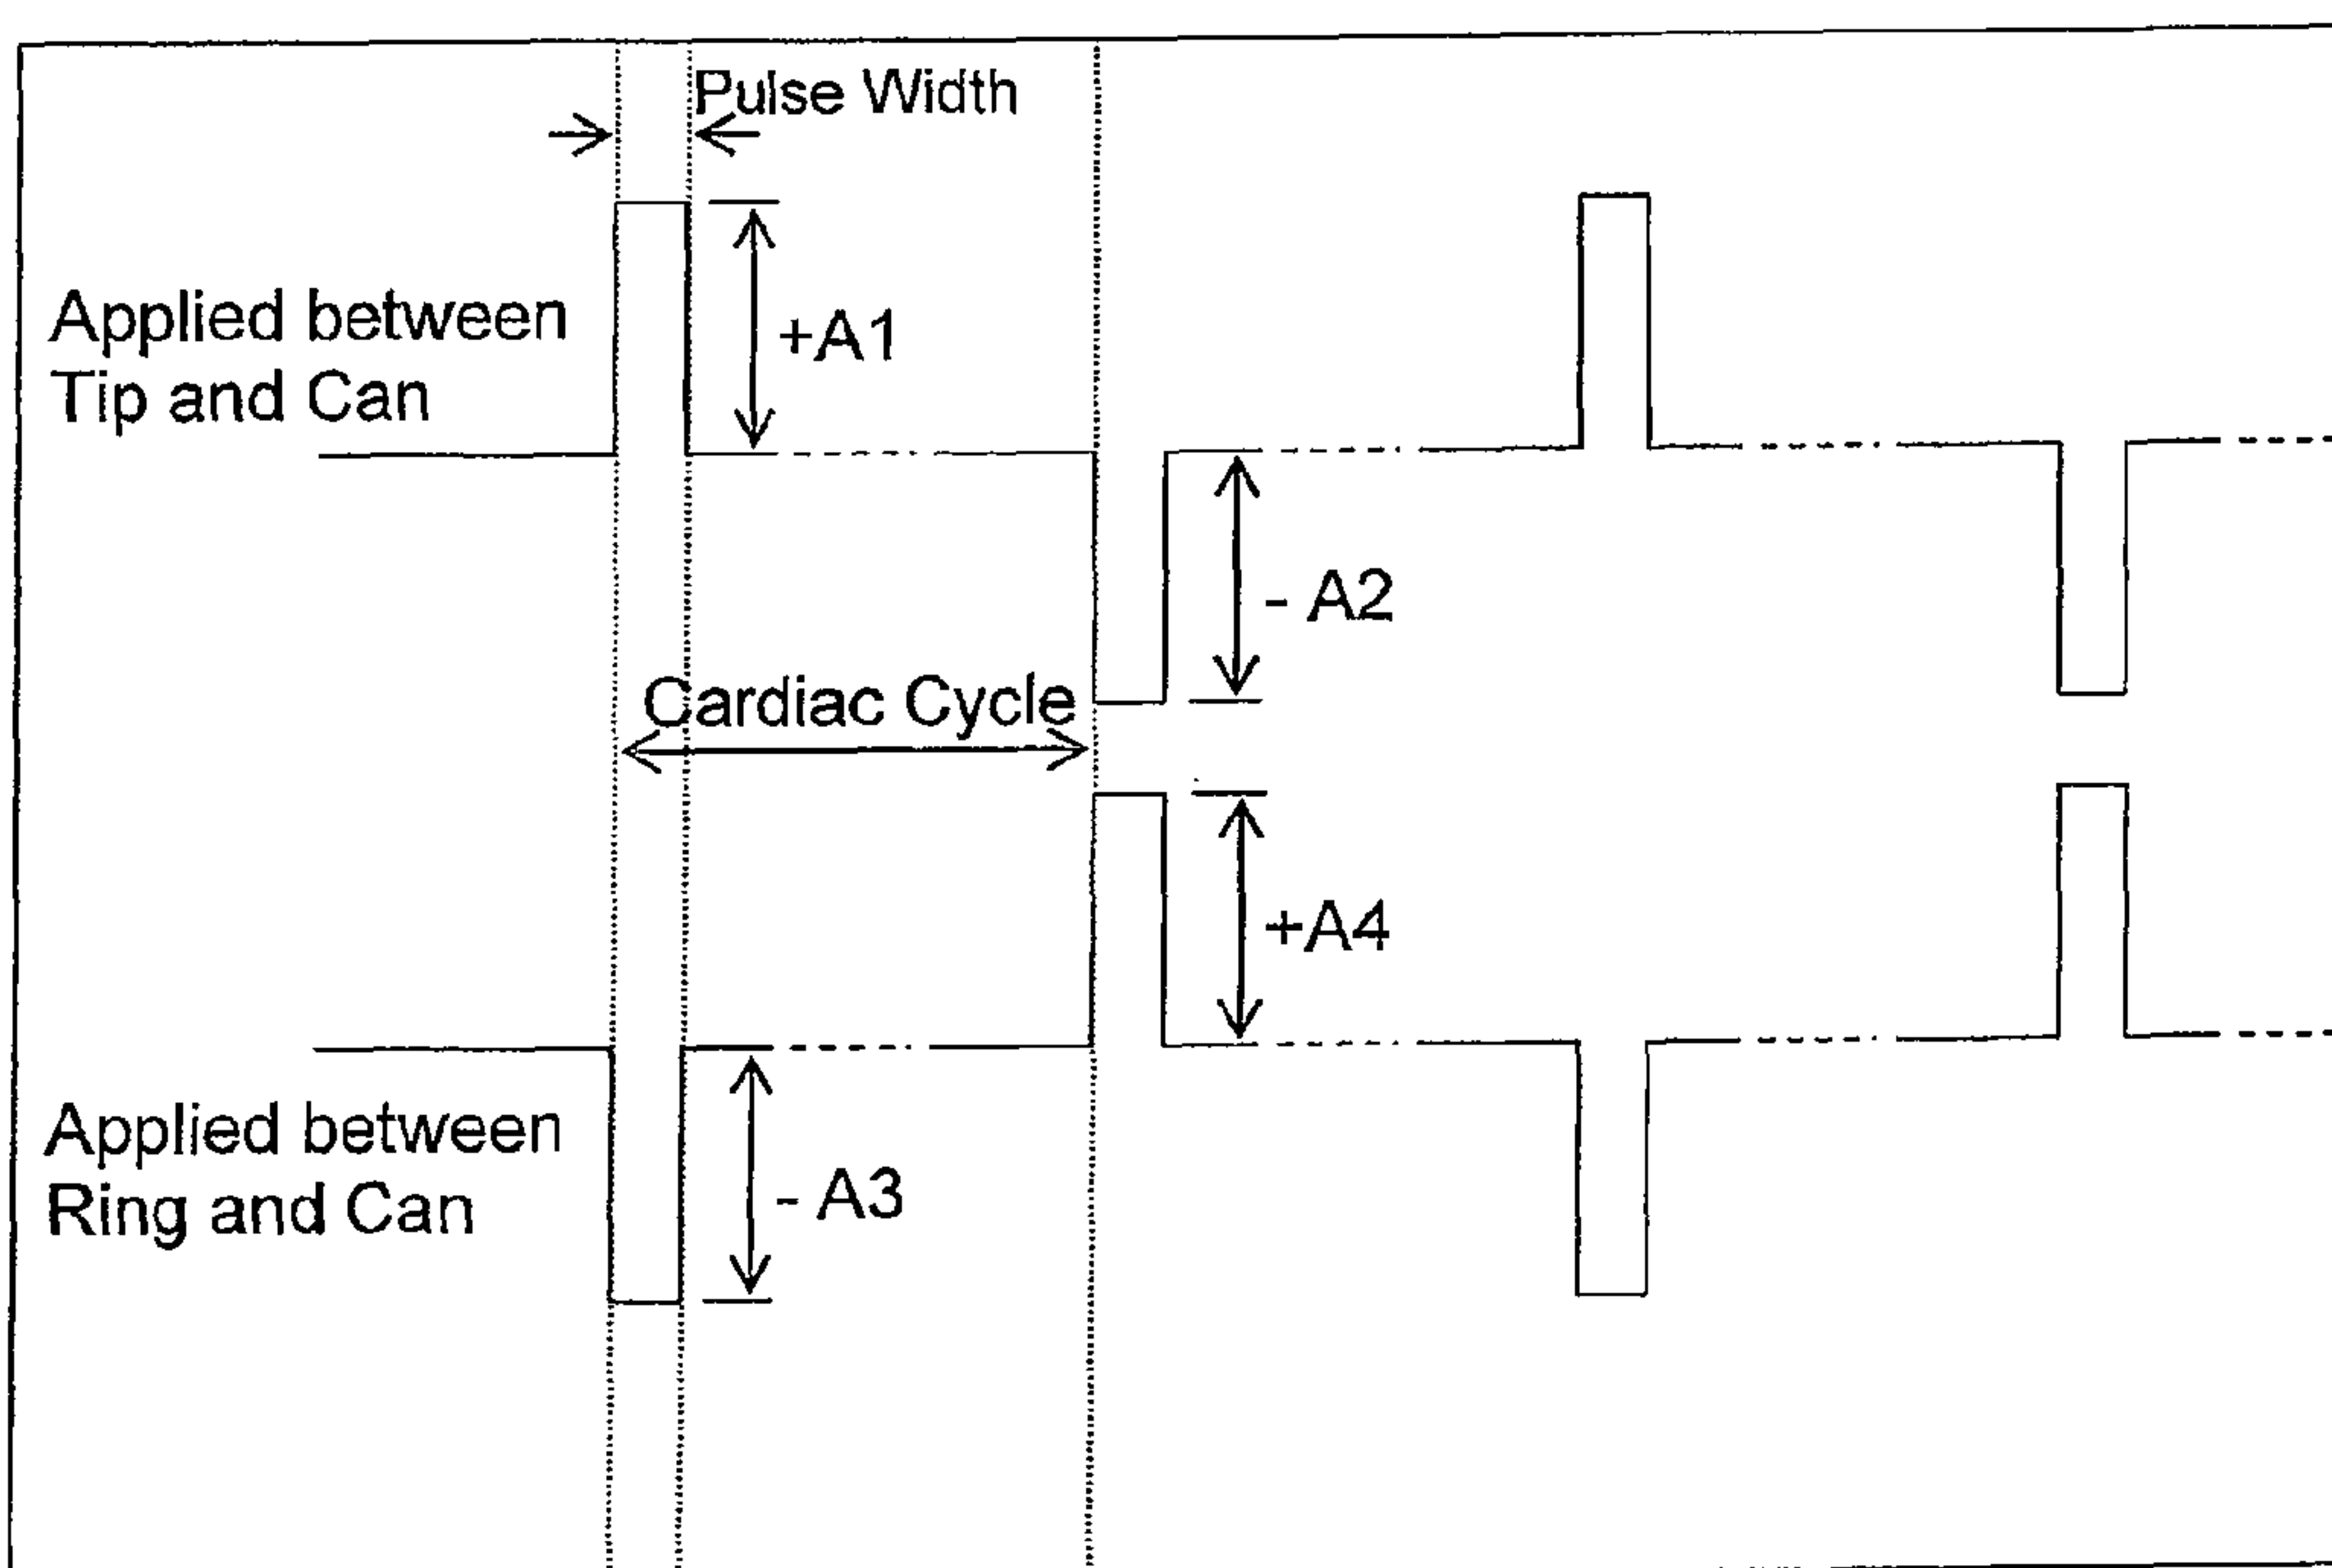 Pulse Width
Applied between
Tip and Can
+A1
- A2
Cardiac Cycle
+A4
Applied between
Ring and Can
- A3